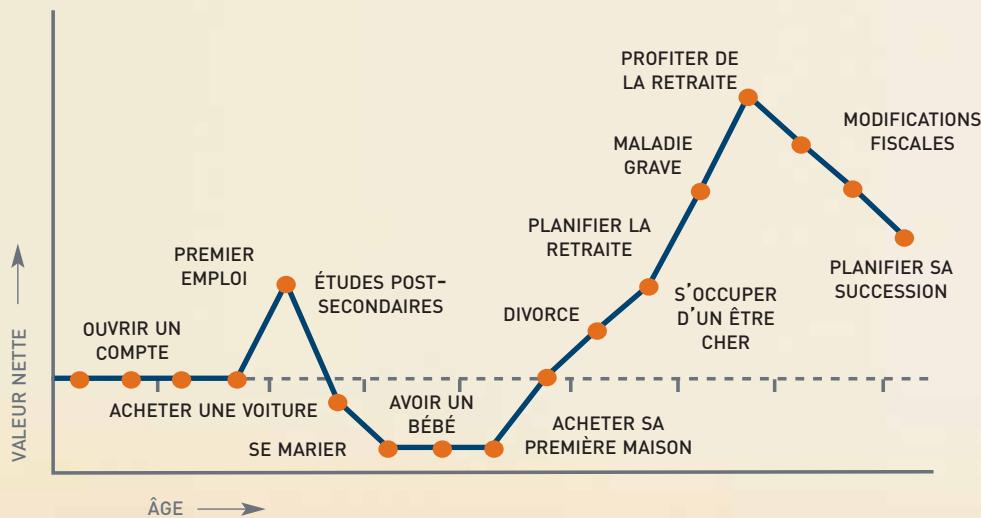 PROFITER DE
LA RETRAITE
MODIFICATIONS
FISCALES
MALADIE
GRAVE
PLANIFIER LA
RETRAITE
PREMIER
EMPLOI
ÉTUDES POST-
SECONDAIRES
PLANIFIER SA
SUCCESSION
S'OCCUPER
D'UN ÊTRE
CHER
DIVORCE
OUVRIR UN
COMPTE
ACHETER UNE VOITURE
AVOIR UN
BÉBÉ
ACHETER SA
PREMIÈRE MAISON
SE MARIER
VALEUR NETTE
ÂGE